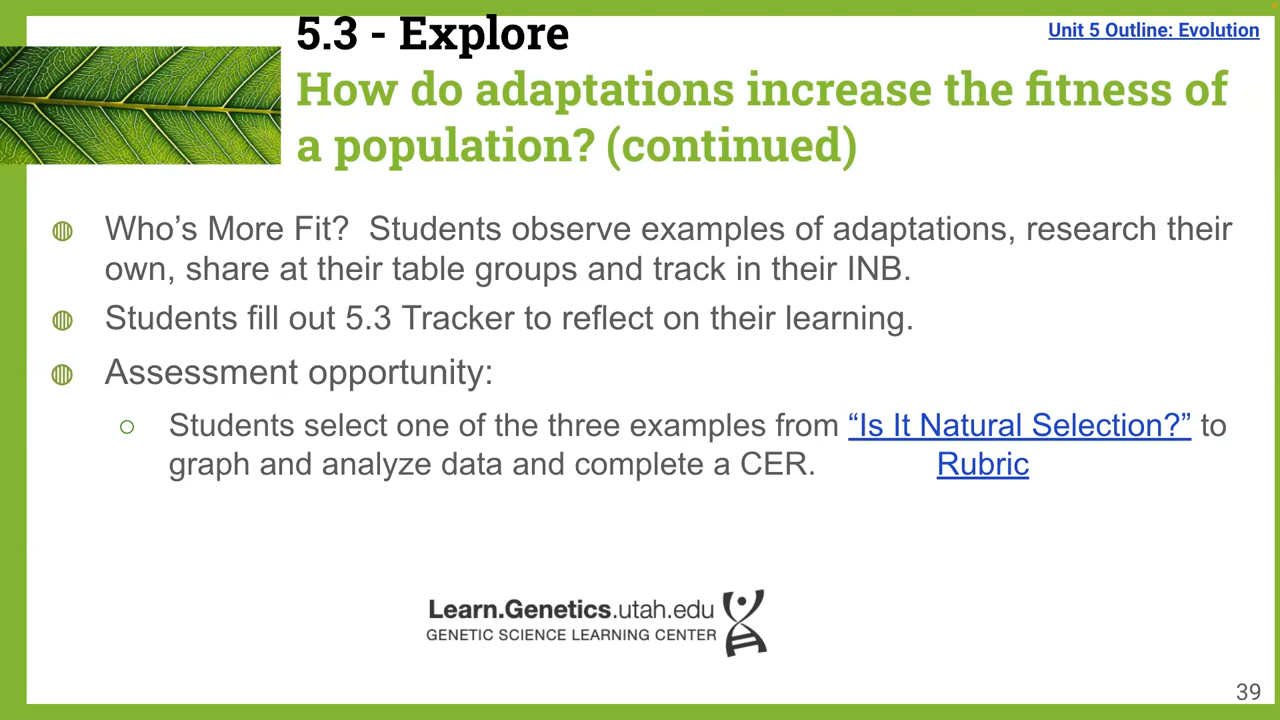 5.3 - Explore
Unit 5 Outline: Evolution
How do adaptations increase the fitness of
a population? (continued)
Who’s More Fit?  Students observe examples of adaptations, research their
own, share at their table groups and track in their INB.
Students fill out 5.3 Tracker to reflect on their learning.
Assessment opportunity:
Students select one of the three examples from “Is It Natural Selection?” to
graph and analyze data and complete a CER. Rubric
Learn.Genetics.utah.edu
GENETIC SCIENCE LEARNING CENTER
39